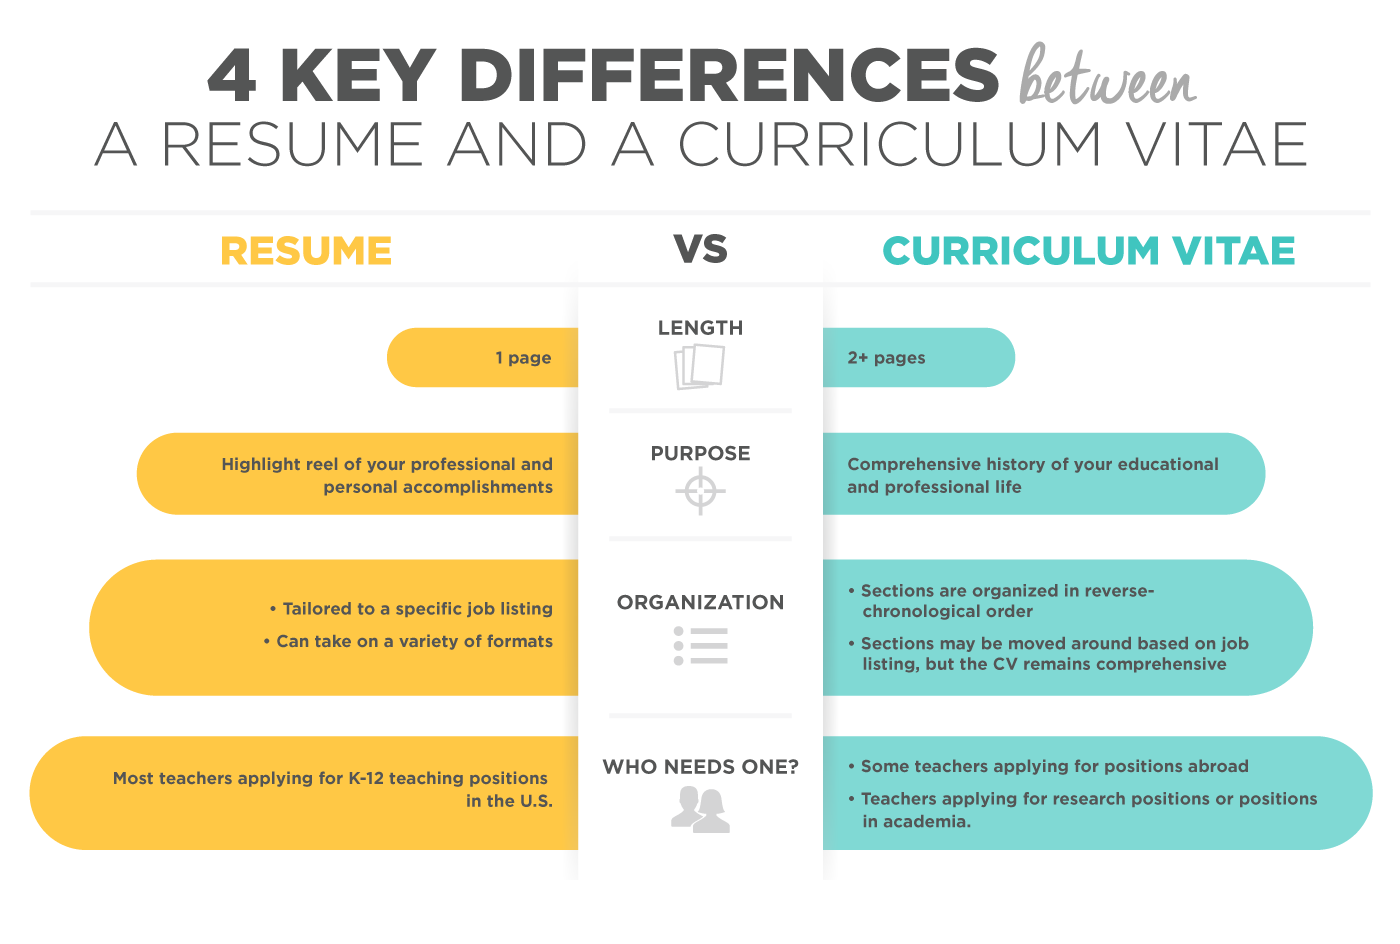 4 KEY DIFFERENCES between
A RESUME AND A CURRICULUM VITAE
RESUME
VS
CURRICULUM VITAE
LENGTH
1 page
2+ pages
PURPOSE
Highlight reel of your professional and
personal accomplishments
Comprehensive history of your educational
and professional life
ORGANIZATION
• Tailored to a specific job listing
• Can take on a variety of formats
• Sections are organized in reverse-
chronological order
• Sections may be moved around based on job
listing, but the CV remains comprehensive
WHO NEEDS ONE?
Most teachers applying for K-12 teaching positions
in the U.S.
• Some teachers applying for positions abroad
• Teachers applying for research positions or positions
in academia.